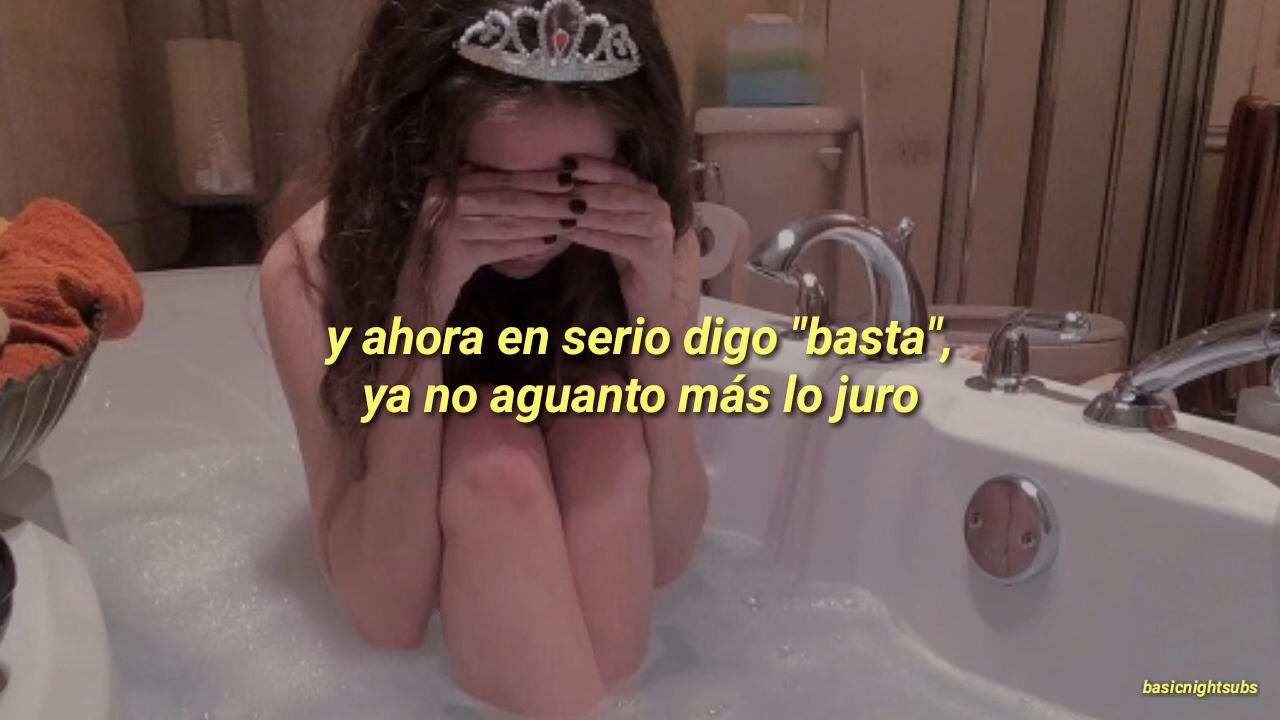 y ahora en serio digo "basta",
ya no aguanto más lo juro
basicnightsubs